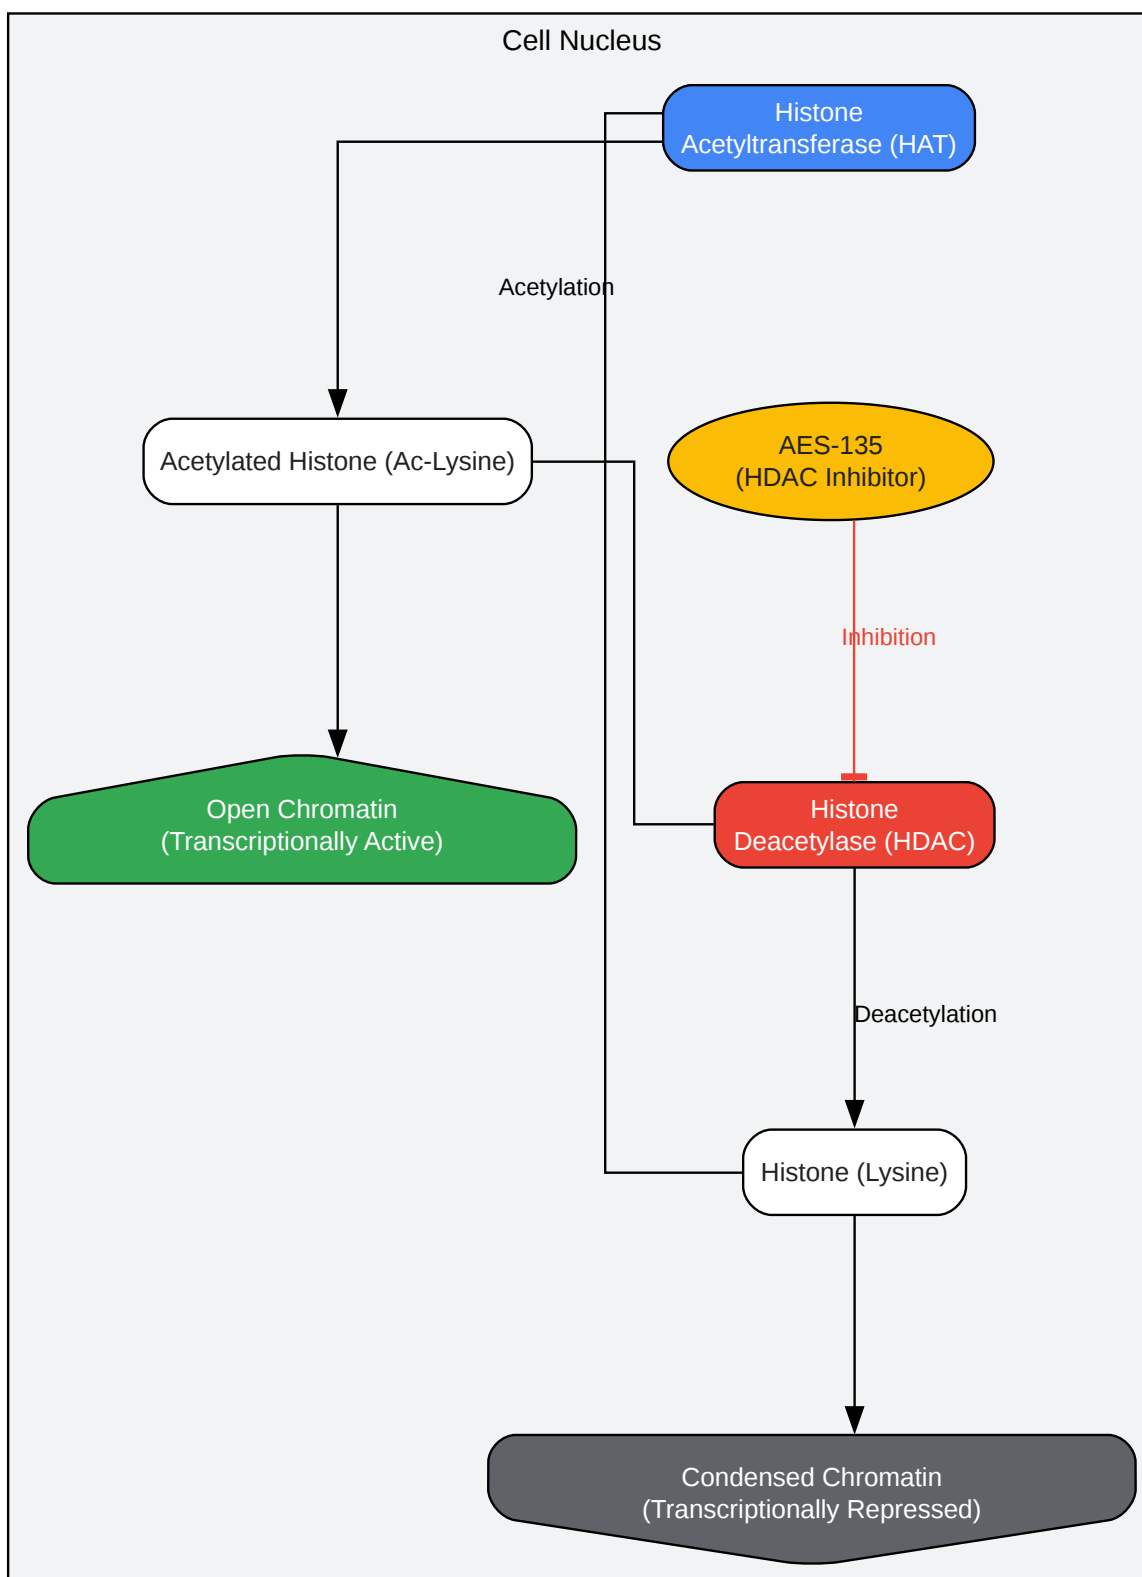 Cell Nucleus
Histone
Acetyltransferase (HAT)
Acetylation
Acetylated Histone (Ac-Lysine)
AES-135
(HDAC Inhibitor)
Inhibition
Open Chromatin
(Transcriptionally Active)
Histone
Deacetylase (HDAC)
Deacetylation
Histone (Lysine)
Condensed Chromatin
(Transcriptionally Repressed)